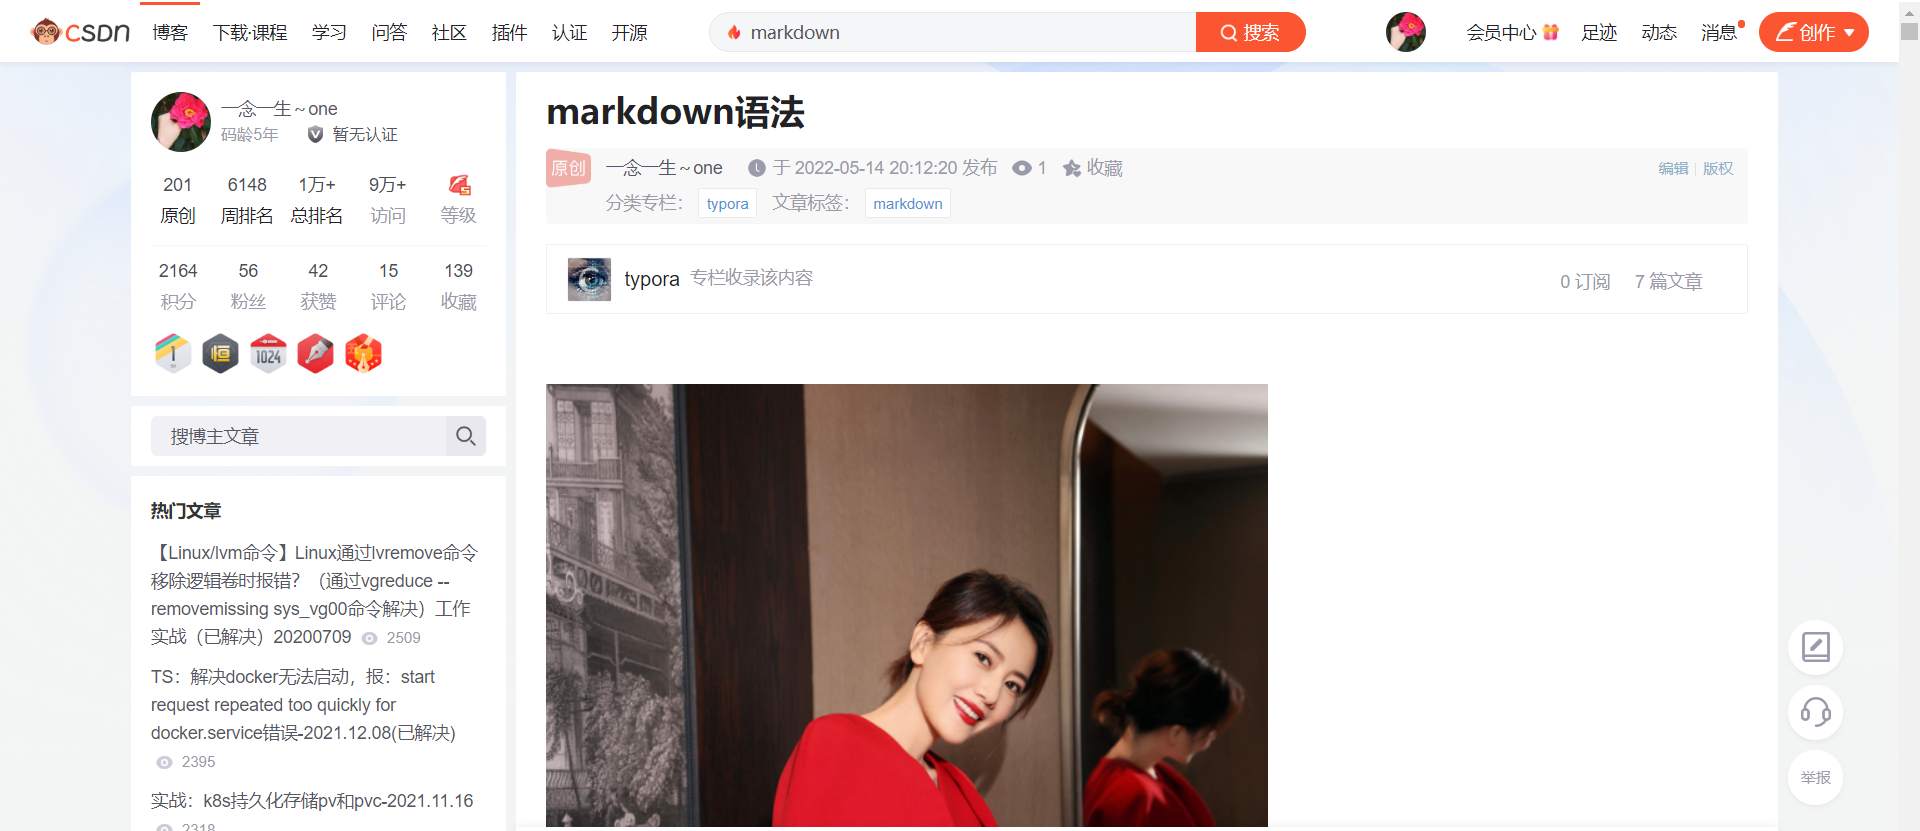 CSDN 博客 下载·课程 学习 问答 社区 插件 认证 开源 markdown 搜索 会员中心 足迹 动态 消息 创作
一念一生～one
码龄5年 暂无认证
201 6148 1万+ 9万+
原创 周排名 总排名 访问 等级
2164 56 42 15 139
积分 粉丝 获赞 评论 收藏
1 恒 1024
搜博主文章
热门文章
【Linux/lvm命令】Linux通过lvremove命令
移除逻辑卷时报错？（通过vgreduce --
removemissing sys_vg00命令解决）工作
实战（已解决）20200709 2509
TS：解决docker无法启动，报：start
request repeated too quickly for
docker.service错误-2021.12.08(已解决)
2395
实战：k8s持久化存储pv和pvc-2021.11.16
2318
markdown语法
原创 一念一生～one 于 2022-05-14 20:12:20 发布 1 收藏 编辑 版权
分类专栏： typora 文章标签： markdown
typora 专栏收录该内容 0 订阅 7 篇文章
举报